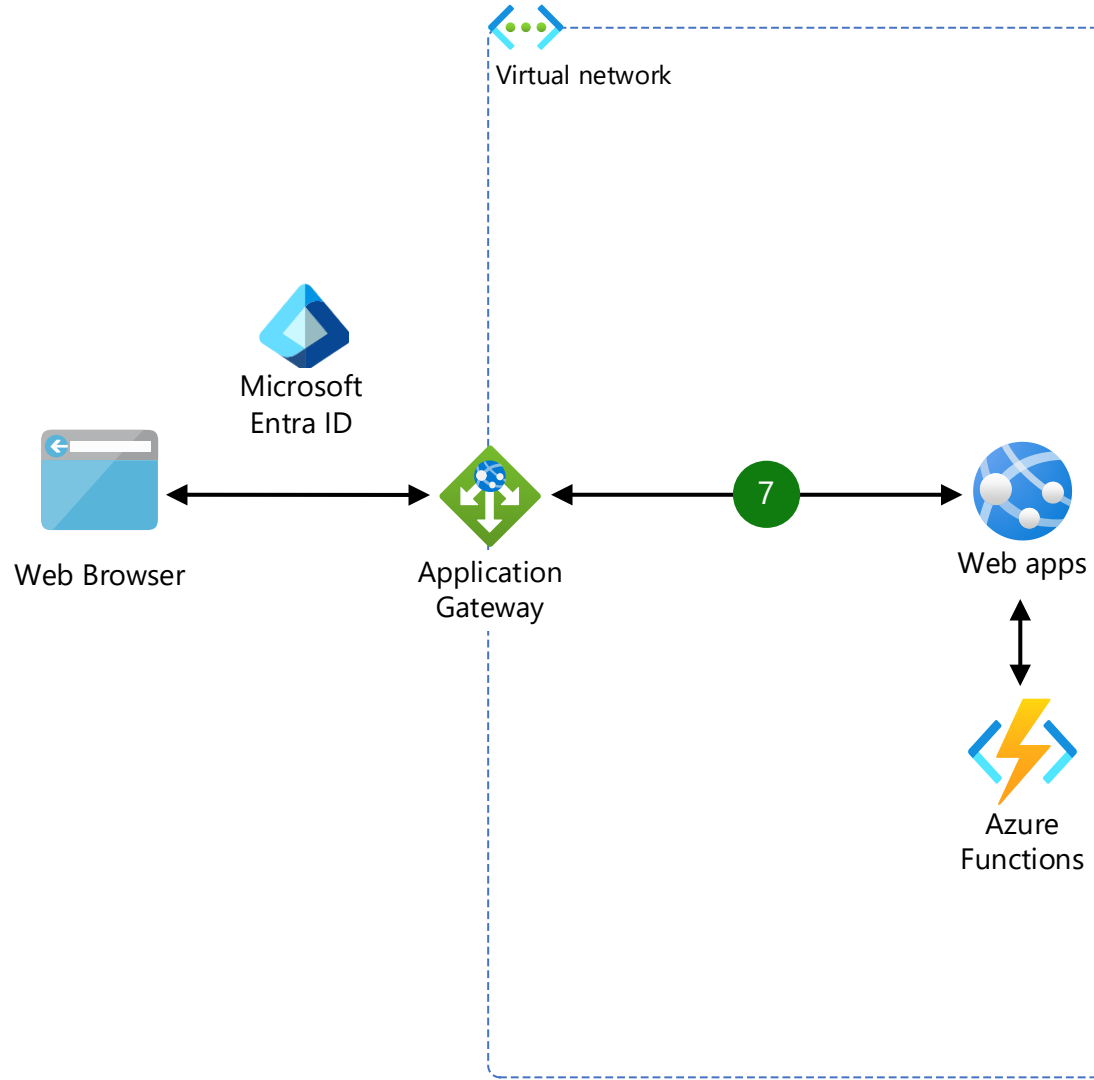 Virtual network
Microsoft
Entra ID
Web Browser
Application
Gateway
7
Web apps
Azure
Functions